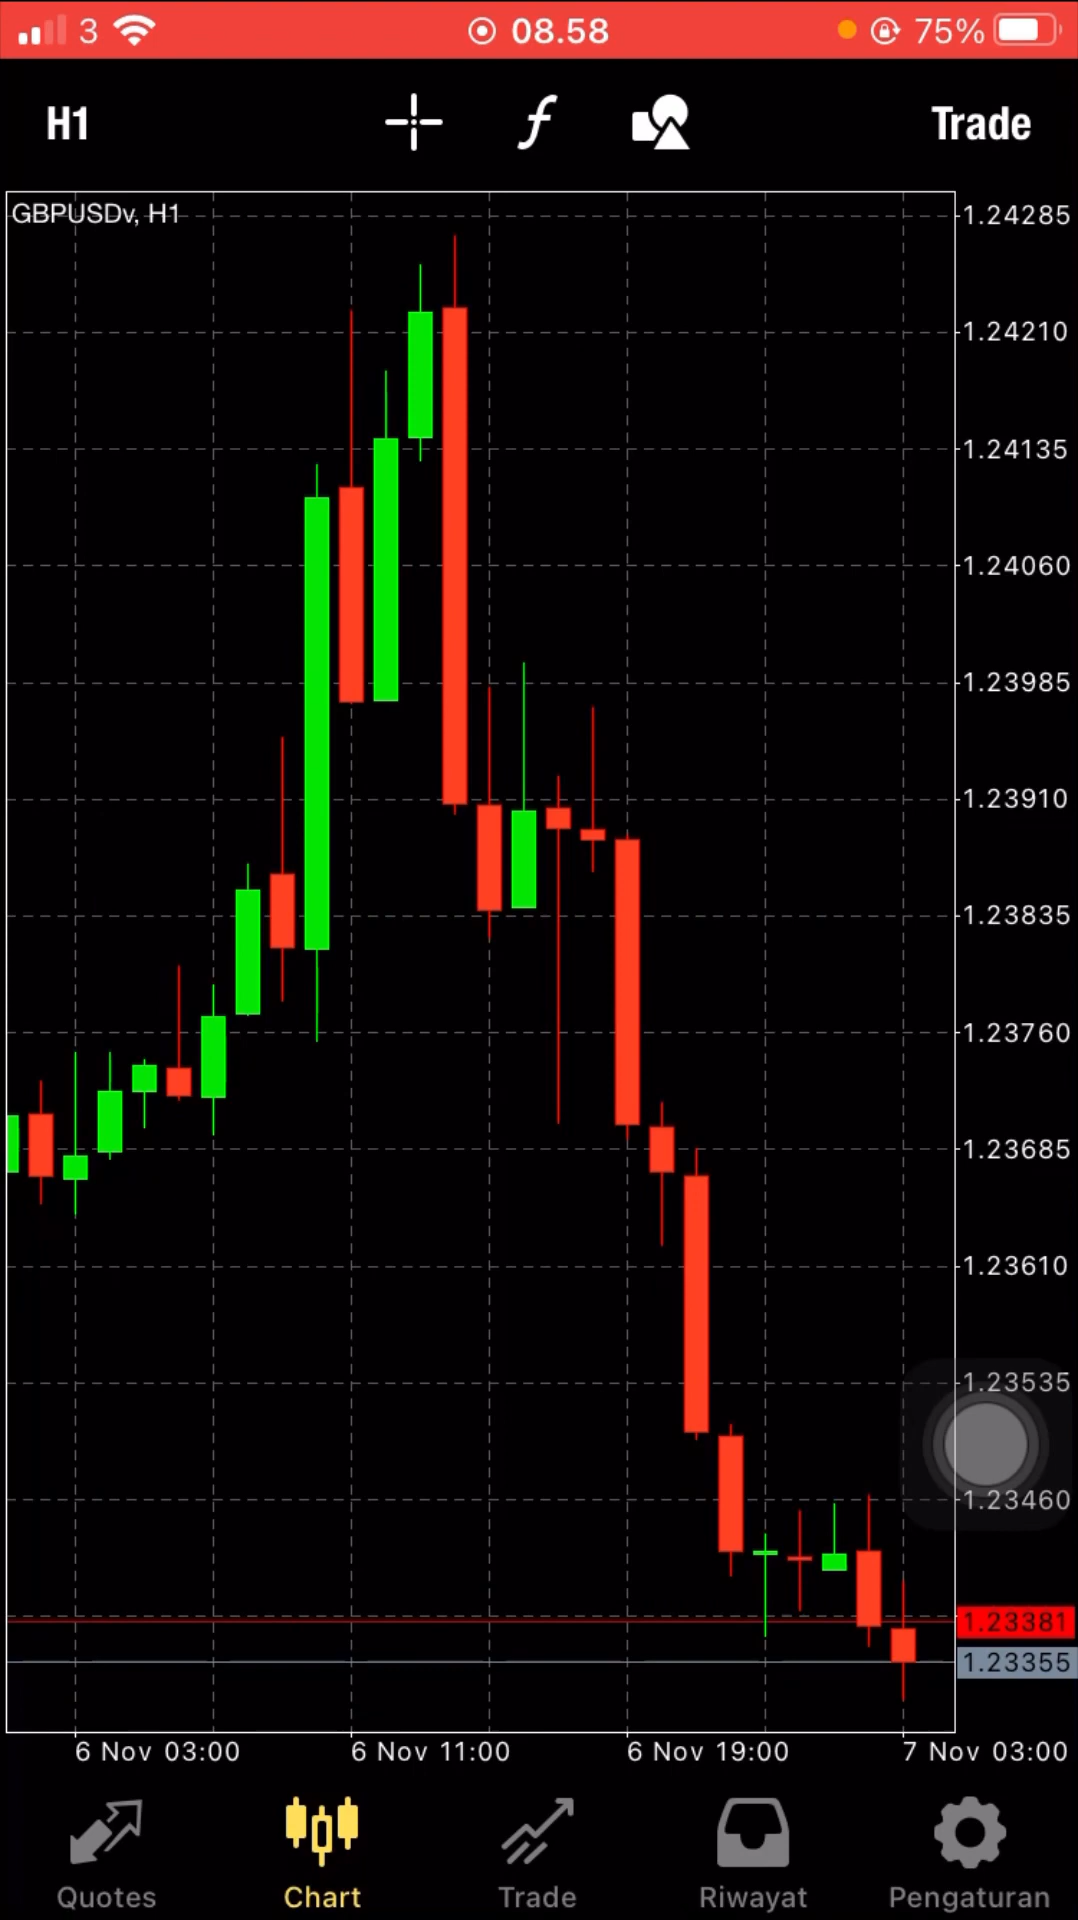 3 08.58 75%
H1 f Trade
GBPUSDv, H1
1.24285
1.24210
1.24135
1.24060
1.23985
1.23910
1.23835
1.23760
1.23685
1.23610
1.23535
1.23460
1.23381
1.23355
6 Nov 03:00 6 Nov 11:00 6 Nov 19:00 7 Nov 03:00
Quotes Chart Trade Riwayat Pengaturan